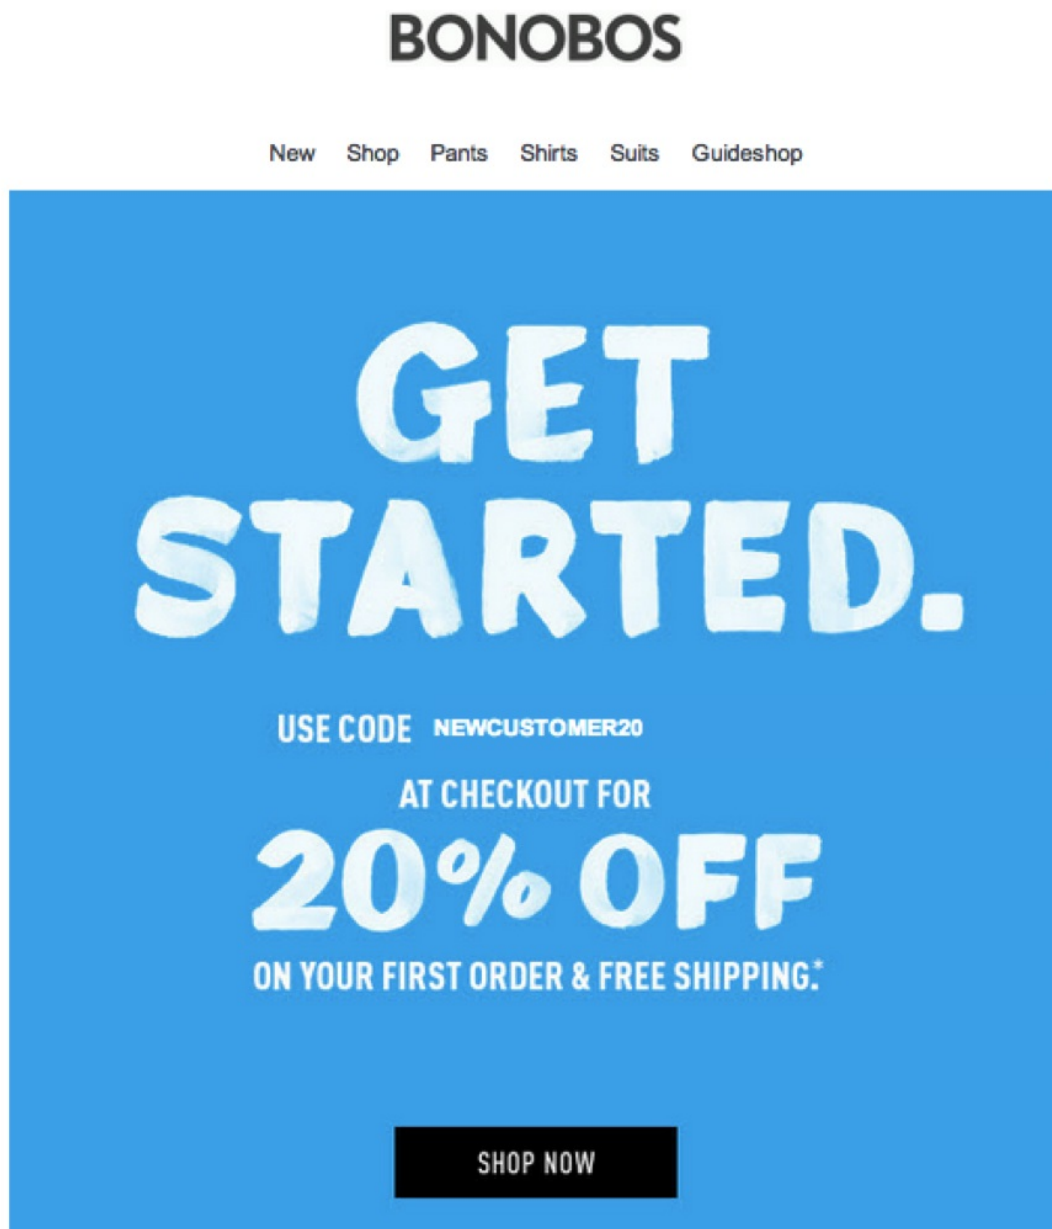 BONOBOS
New Shop Pants Shirts Suits Guideshop
GET
STARTED.
USE CODE NEWCUSTOMER20
AT CHECKOUT FOR
20% OFF
ON YOUR FIRST ORDER & FREE SHIPPING.*
SHOP NOW